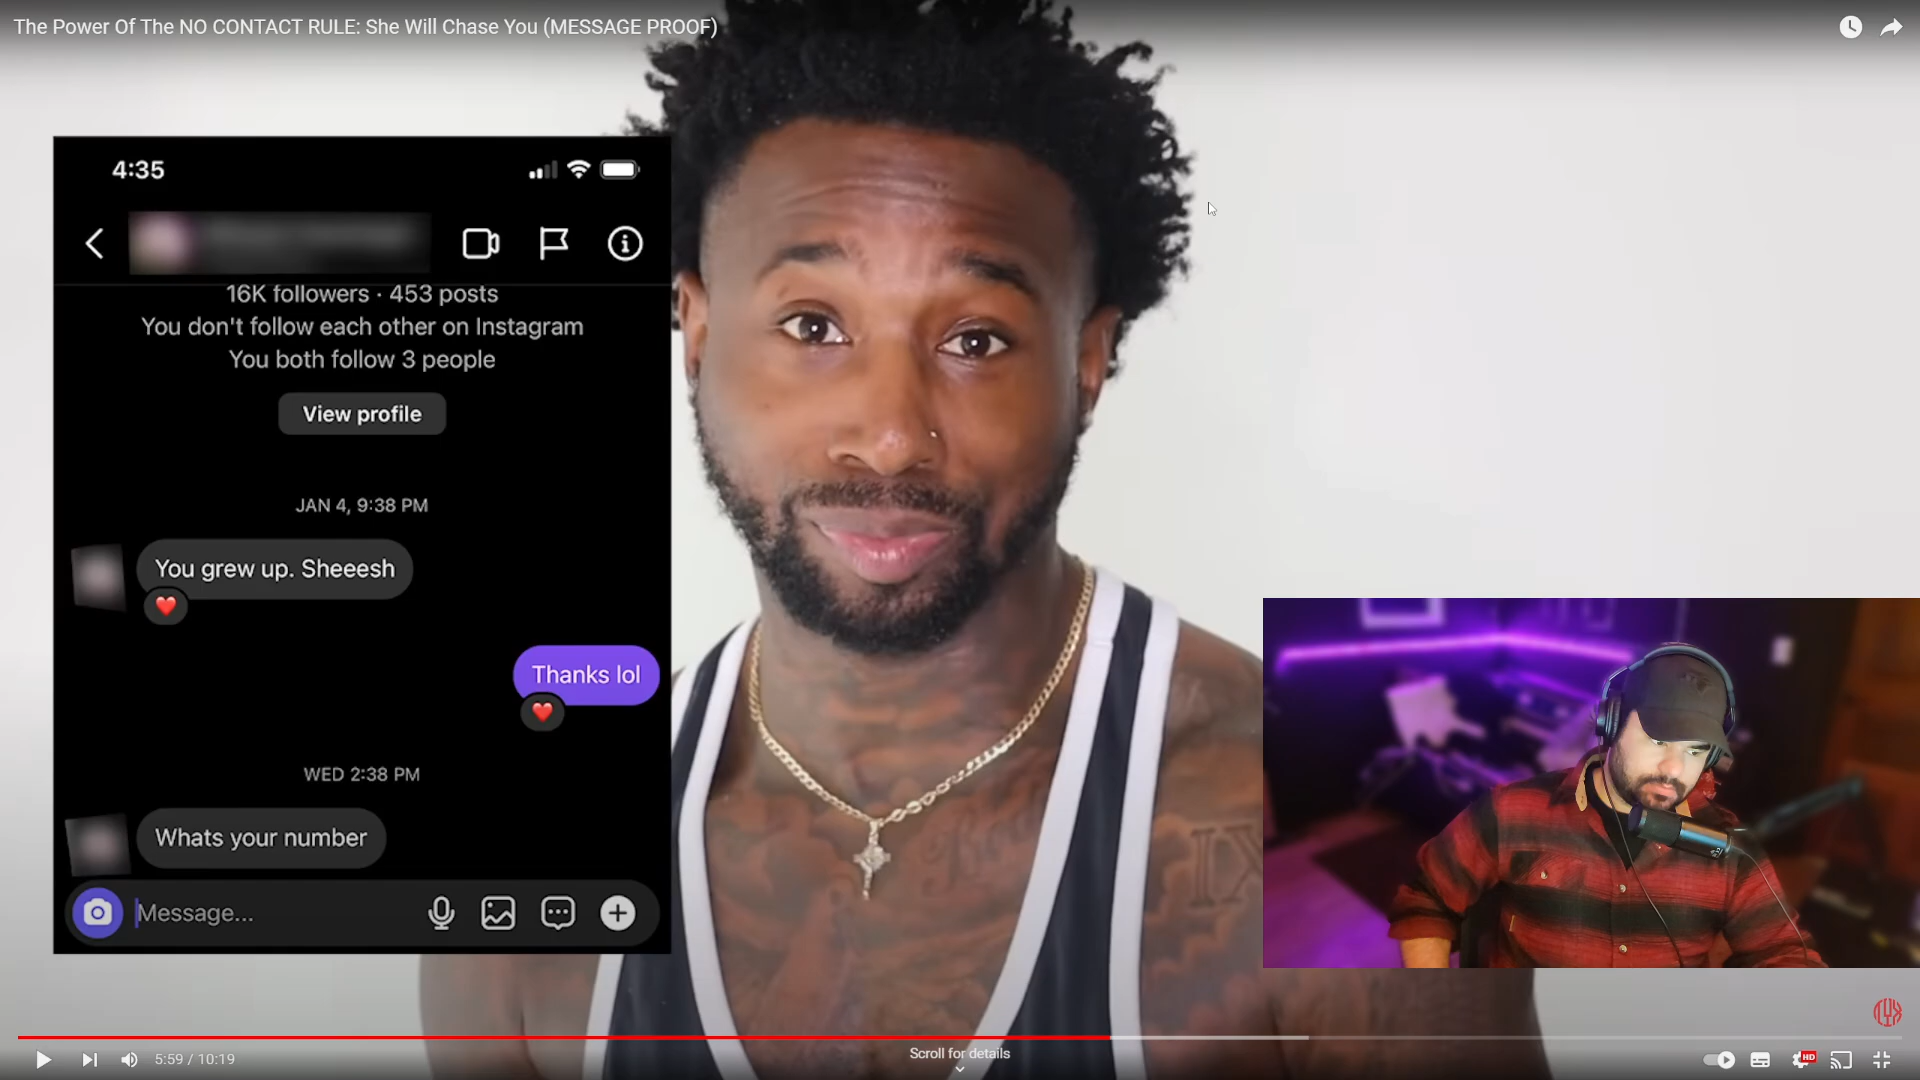 The Power Of The NO CONTACT RULE: She Will Chase You (MESSAGE PROOF)
4:35
16K followers · 453 posts
You don't follow each other on Instagram
You both follow 3 people
View profile
JAN 4, 9:38 PM
You grew up. Sheeesh
Thanks lol
WED 2:38 PM
Whats your number
Message...
IX
5:59 / 10:19
Scroll for details
HD